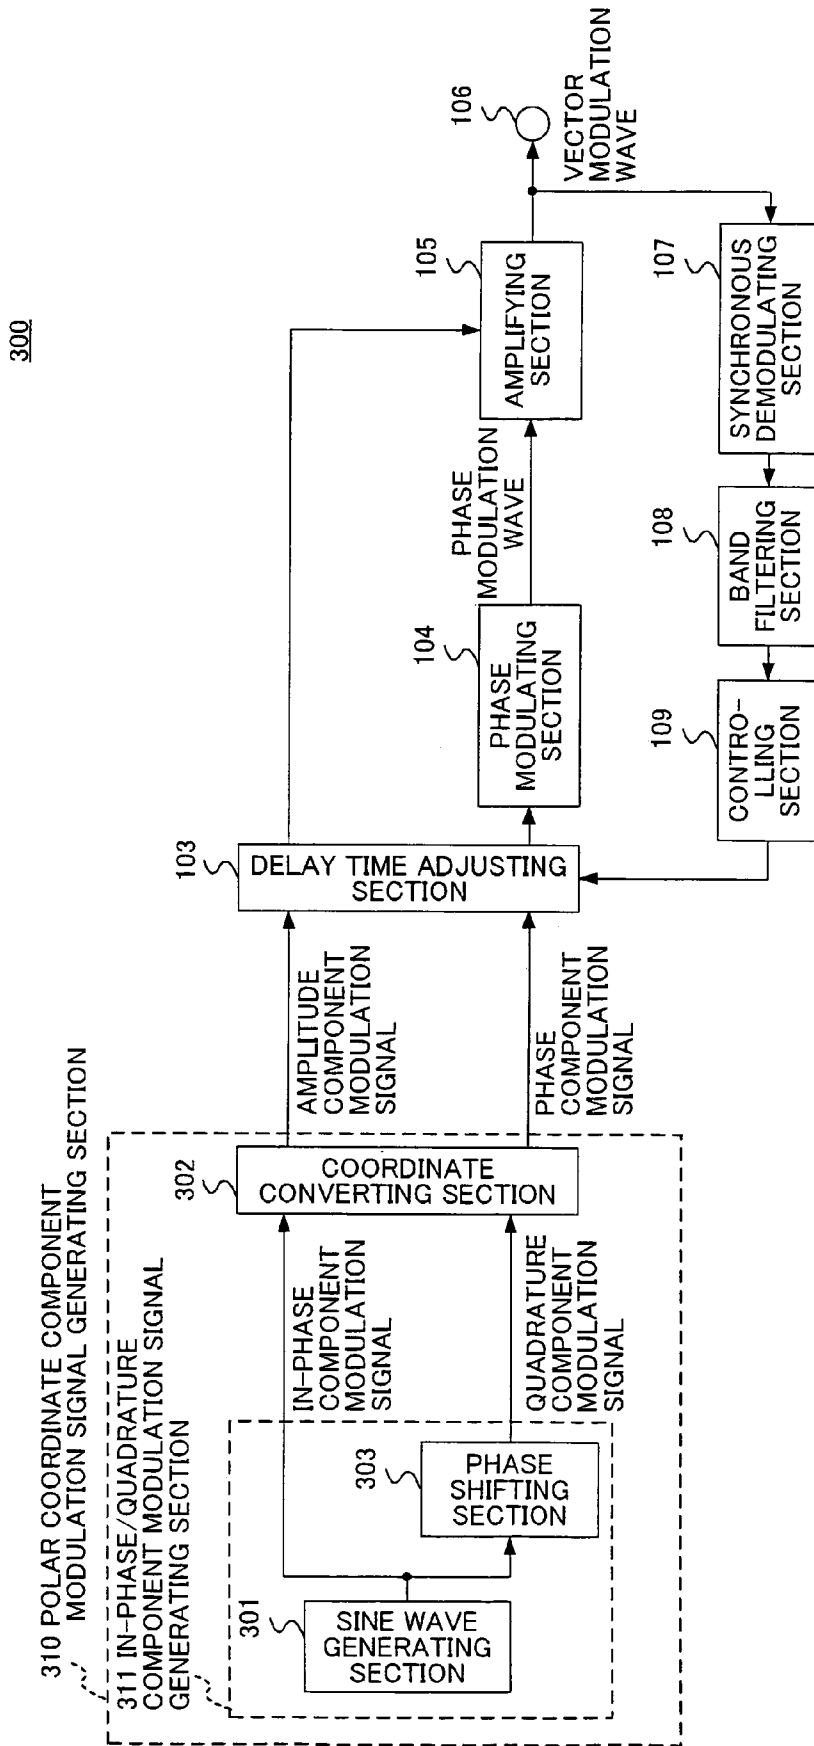 300
310 POLAR COORDINATE COMPONENT
MODULATION SIGNAL GENERATING SECTION
311 IN-PHASE/QUADRATURE
COMPONENT MODULATION SIGNAL
GENERATING SECTION
301
SINE WAVE
GENERATING
SECTION
303
PHASE
SHIFTING
SECTION
IN-PHASE
COMPONENT
MODULATION
SIGNAL
QUADRATURE
COMPONENT
MODULATION
SIGNAL
302
COORDINATE
CONVERTING SECTION
AMPLITUDE
COMPONENT
MODULATION
SIGNAL
PHASE
COMPONENT
MODULATION
SIGNAL
103
DELAY TIME ADJUSTING
SECTION
104
PHASE
MODULATING
SECTION
PHASE
MODULATION
WAVE
105
AMPLIFYING
SECTION
106
VECTOR
MODULATION
WAVE
107
SYNCHRONOUS
DEMODULATING
SECTION
108
BAND
FILTERING
SECTION
109
CONTRO-
LLING
SECTION